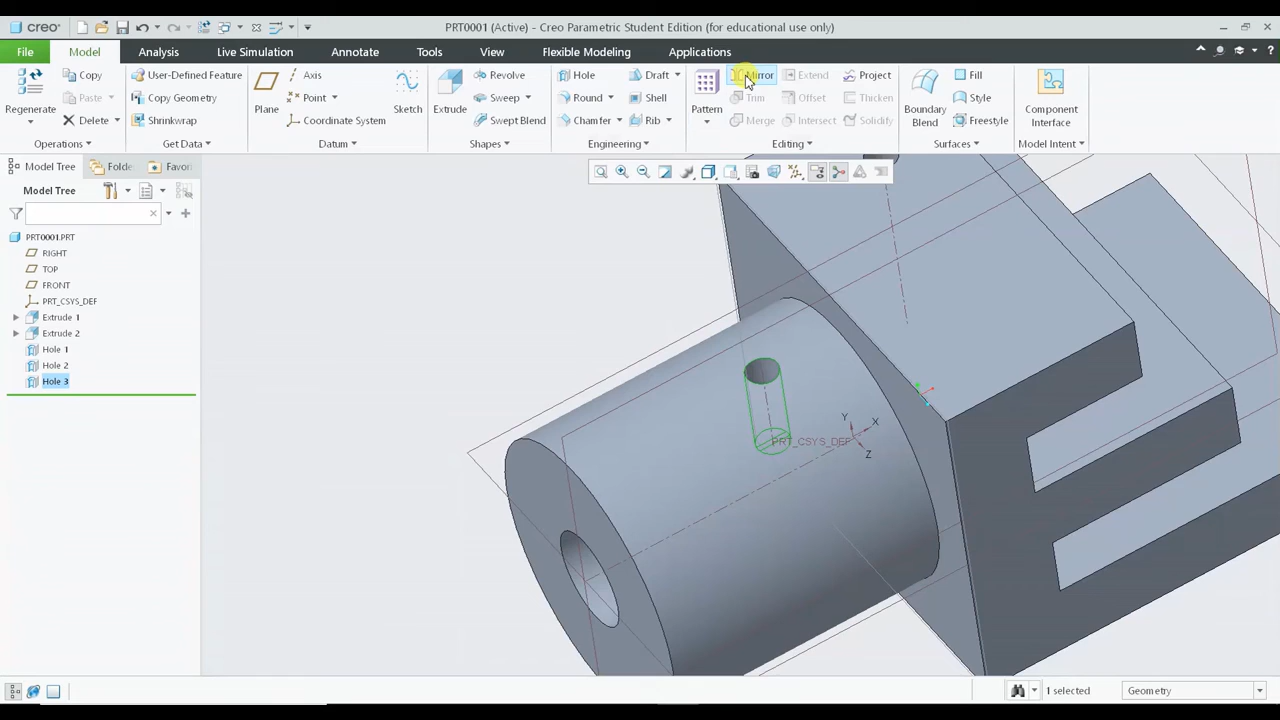 creo
PRT0001 (Active) - Creo Parametric Student Edition (for educational use only)
File Model Analysis Live Simulation Annotate Tools View Flexible Modeling Applications
Regenerate
Copy
Paste
Delete
Operations
User-Defined Feature
Copy Geometry
Shrinkwrap
Get Data
Plane
Axis
Point
Coordinate System
Sketch
Datum
Extrude
Revolve
Sweep
Swept Blend
Shapes
Hole
Round
Chamfer
Draft
Shell
Rib
Engineering
Pattern
Mirror
Trim
Merge
Extend
Offset
Intersect
Project
Thicken
Solidify
Editing
Boundary
Blend
Fill
Style
Freestyle
Surfaces
Component
Interface
Model Intent
Model Tree Folde Favori
Model Tree
PRT0001.PRT
RIGHT
TOP
FRONT
PRT_CSYS_DEF
Extrude 1
Extrude 2
Hole 1
Hole 2
Hole 3
Y
X
PRT_CSYS_DEF
Z
1 selected
Geometry